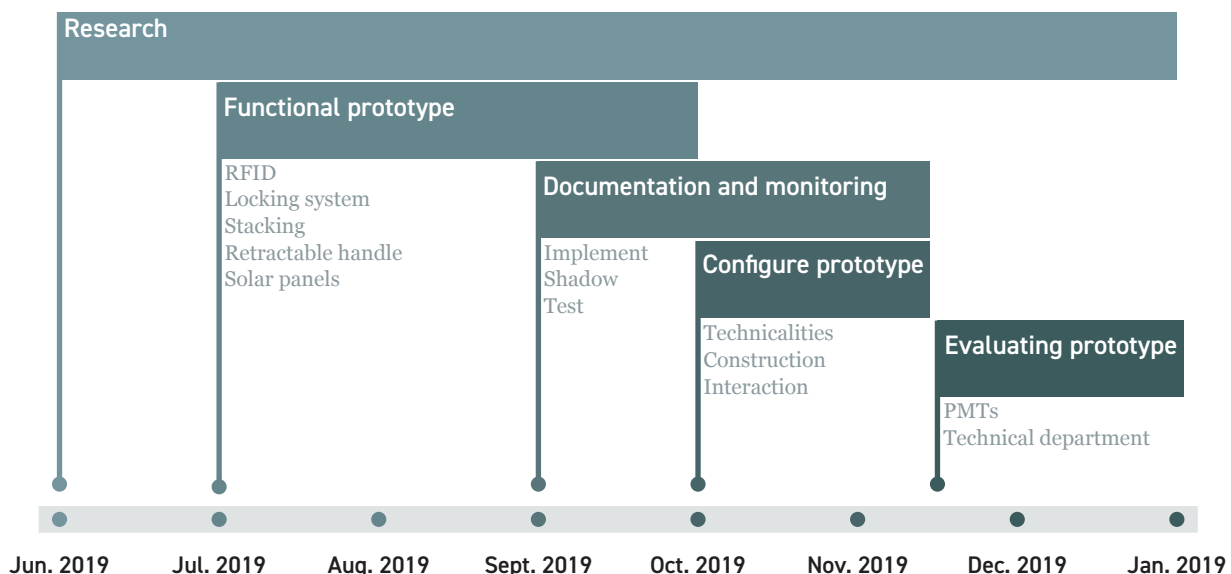 Research
Functional prototype
RFID
Locking system
Stacking
Retractable handle
Solar panels
Documentation and monitoring
Implement
Shadow
Test
Configure prototype
Technicalities
Construction
Interaction
Evaluating prototype
PMTs
Technical department
Jun. 2019 Jul. 2019 Aug. 2019 Sept. 2019 Oct. 2019 Nov. 2019 Dec. 2019 Jan. 2019